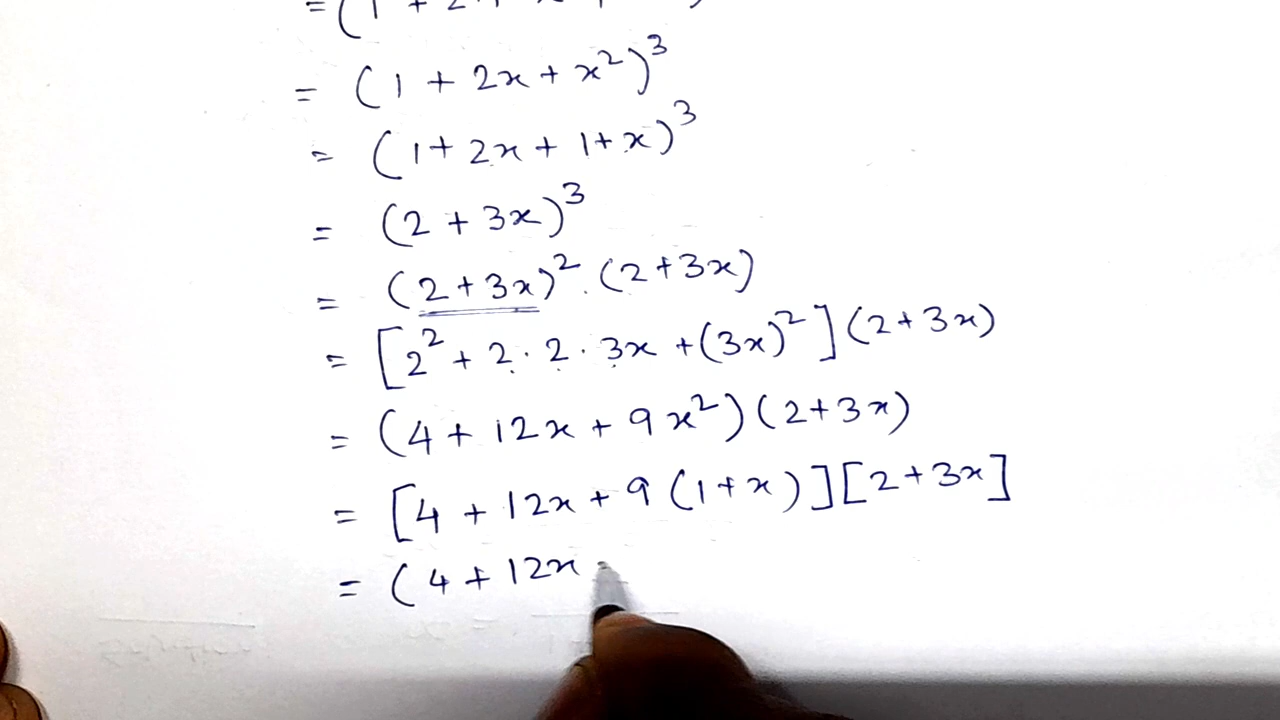 = (1 + 2x + x²)³
= (1 + 2x + 1 + x)³
= (2 + 3x)³
= (2 + 3x)² . (2 + 3x)
= [2² + 2 · 2 · 3x + (3x)²] (2 + 3x)
= (4 + 12x + 9x²) (2 + 3x)
= [4 + 12x + 9 (1 + x)] [2 + 3x]
= (4 + 12x